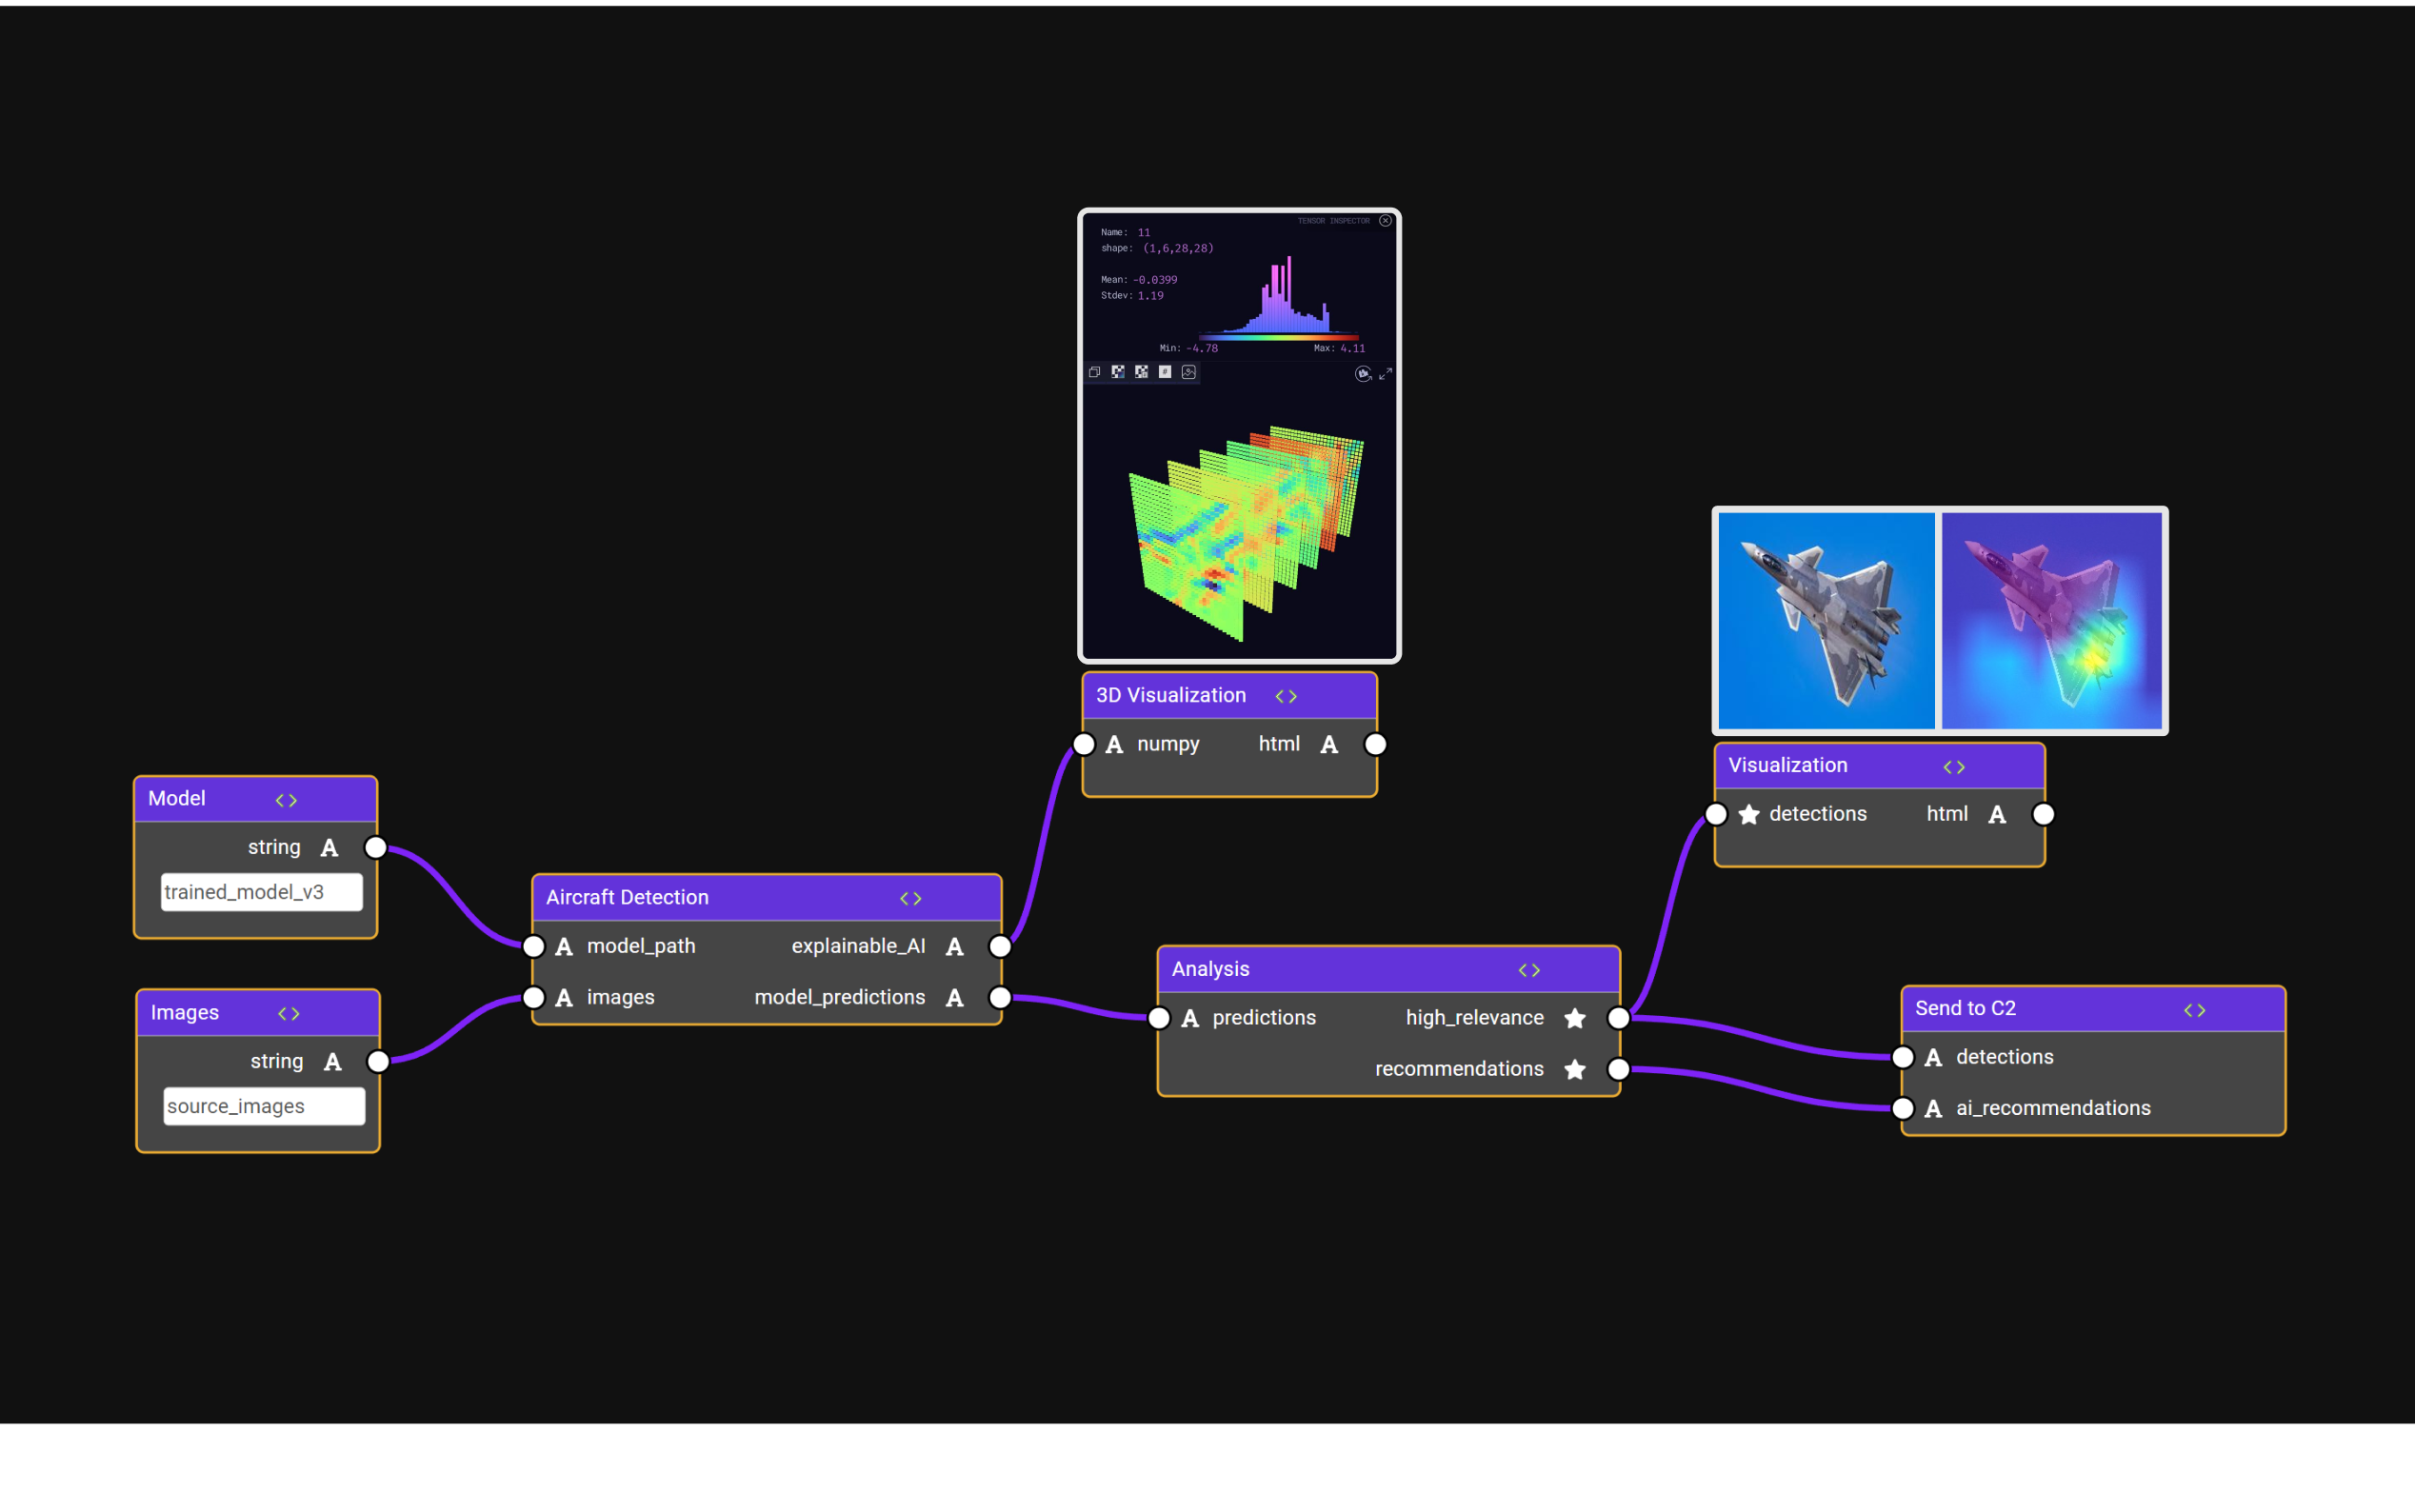 TENSOR INSPECTOR
Name: 11
shape: (1,6,28,28)
Mean: -0.0399
Stdev: 1.19
Min: -4.78 Max: 4.11
#
3D Visualization <>
A numpy html A
Visualization <>
detections html A
Model <>
string A
trained_model_v3
Images <>
string A
source_images
Aircraft Detection <>
A model_path explainable_AI A
A images model_predictions A
Analysis <>
A predictions high_relevance
recommendations
Send to C2 <>
A detections
A ai_recommendations